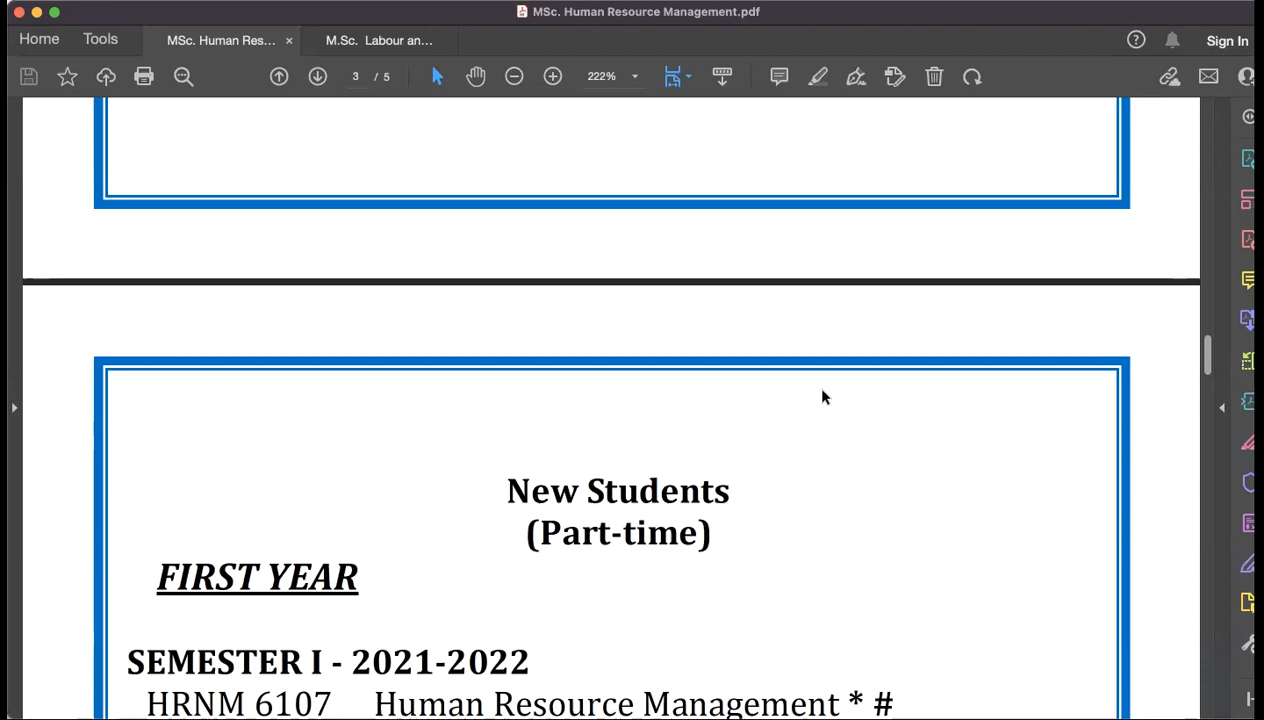 MSc. Human Resource Management.pdf
Home
Tools
MSc. Human Res...
×
M.Sc. Labour an...
Sign In
3 / 5
222%
New Students
(Part-time)
FIRST YEAR
SEMESTER I - 2021-2022
HRNM 6107 Human Resource Management * #